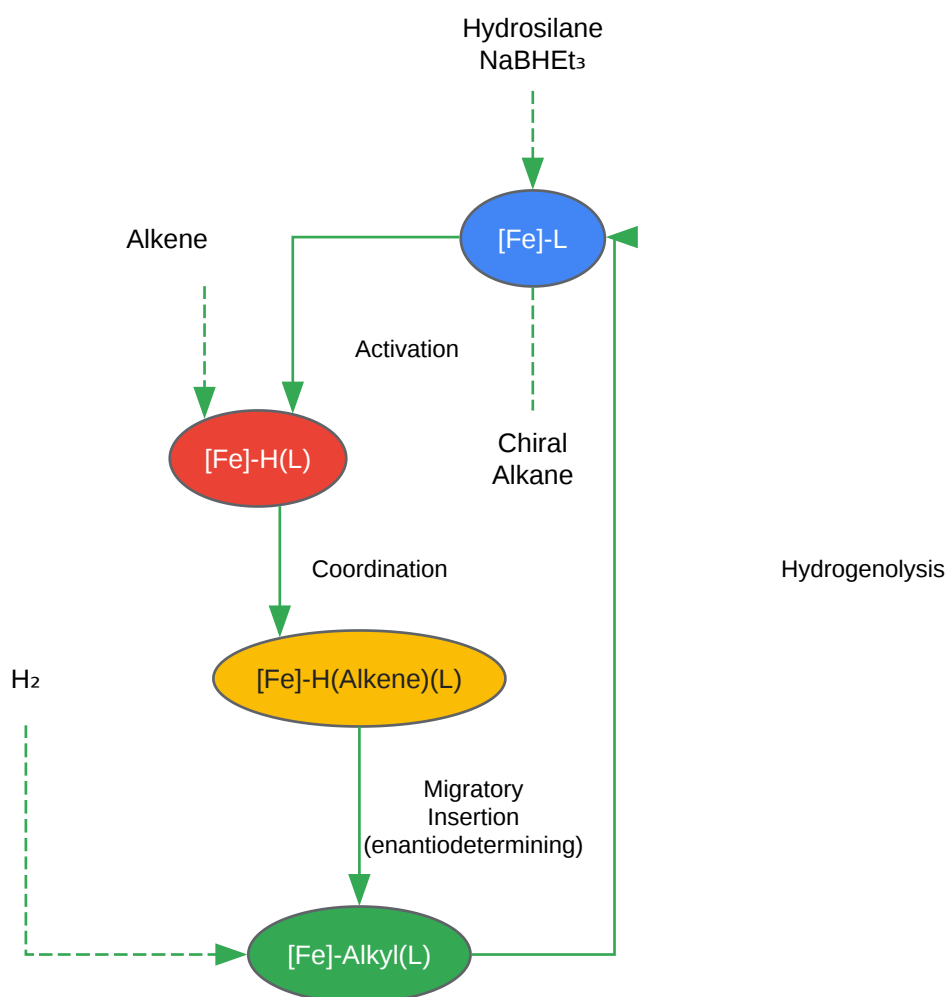 Hydrosilane
NaBHEt₃
[Fe]-L
Alkene
Activation
Chiral
Alkane
[Fe]-H(L)
Coordination
Hydrogenolysis
[Fe]-H(Alkene)(L)
H₂
Migratory
Insertion
(enantiodetermining)
[Fe]-Alkyl(L)